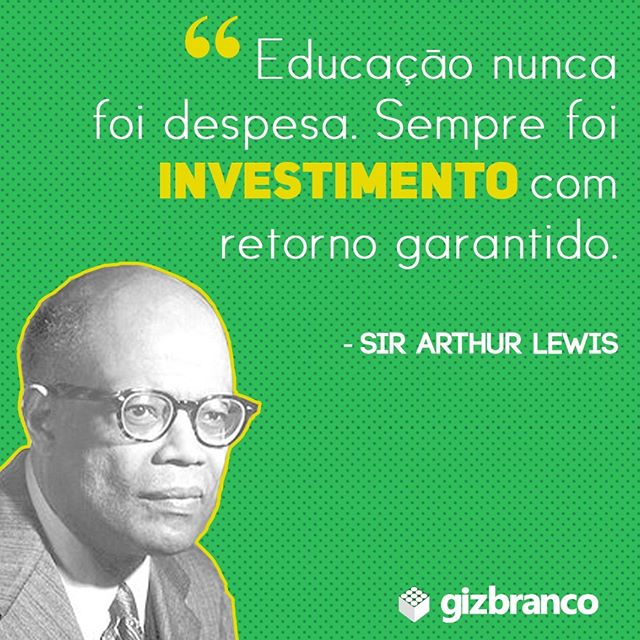 “ Educação nunca
foi despesa. Sempre foi
INVESTIMENTO com
retorno garantido.
- SIR ARTHUR LEWIS
gizbranco